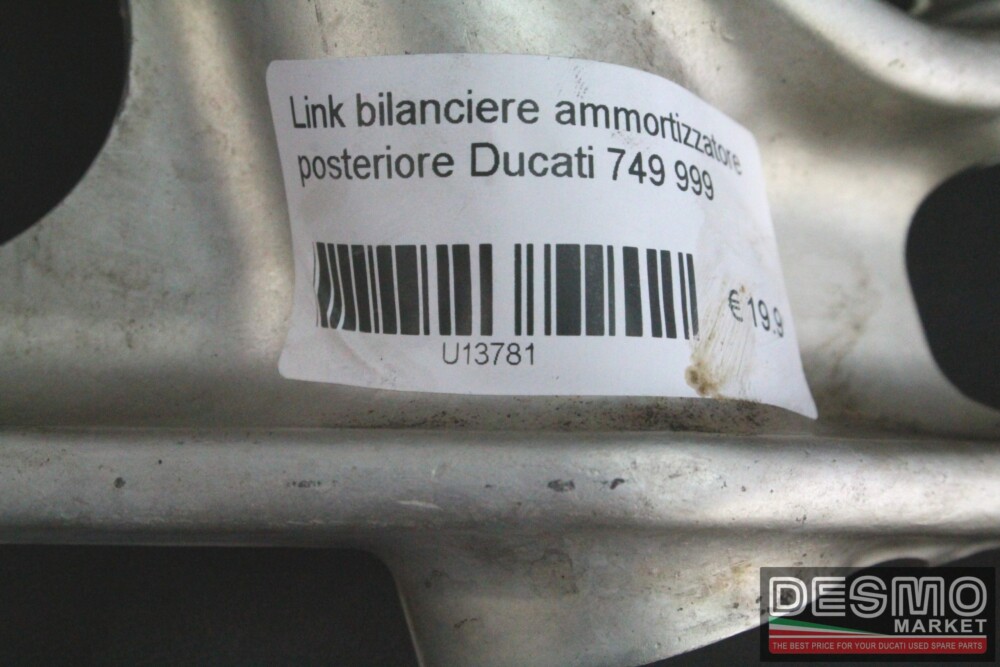 Link bilanciere ammortizzatore
posteriore Ducati 749 999
€ 19.9
U13781
DESMO
MARKET
THE BEST PRICE FOR YOUR DUCATI USED SPARE PARTS